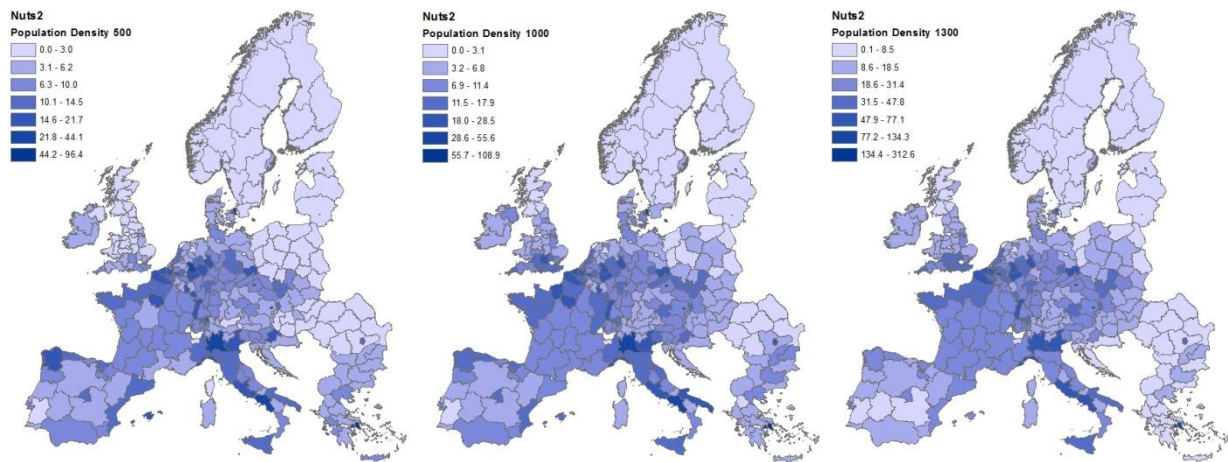 Nuts2
Population Density 500
0.0 - 3.0
3.1 - 6.2
6.3 - 10.0
10.1 - 14.5
14.6 - 21.7
21.8 - 44.1
44.2 - 96.4
Nuts2
Population Density 1000
0.0 - 3.1
3.2 - 6.8
6.9 - 11.4
11.5 - 17.9
18.0 - 28.5
28.6 - 55.6
55.7 - 108.9
Nuts2
Population Density 1300
0.1 - 8.5
8.6 - 18.5
18.6 - 31.4
31.5 - 47.8
47.9 - 77.1
77.2 - 134.3
134.4 - 312.6